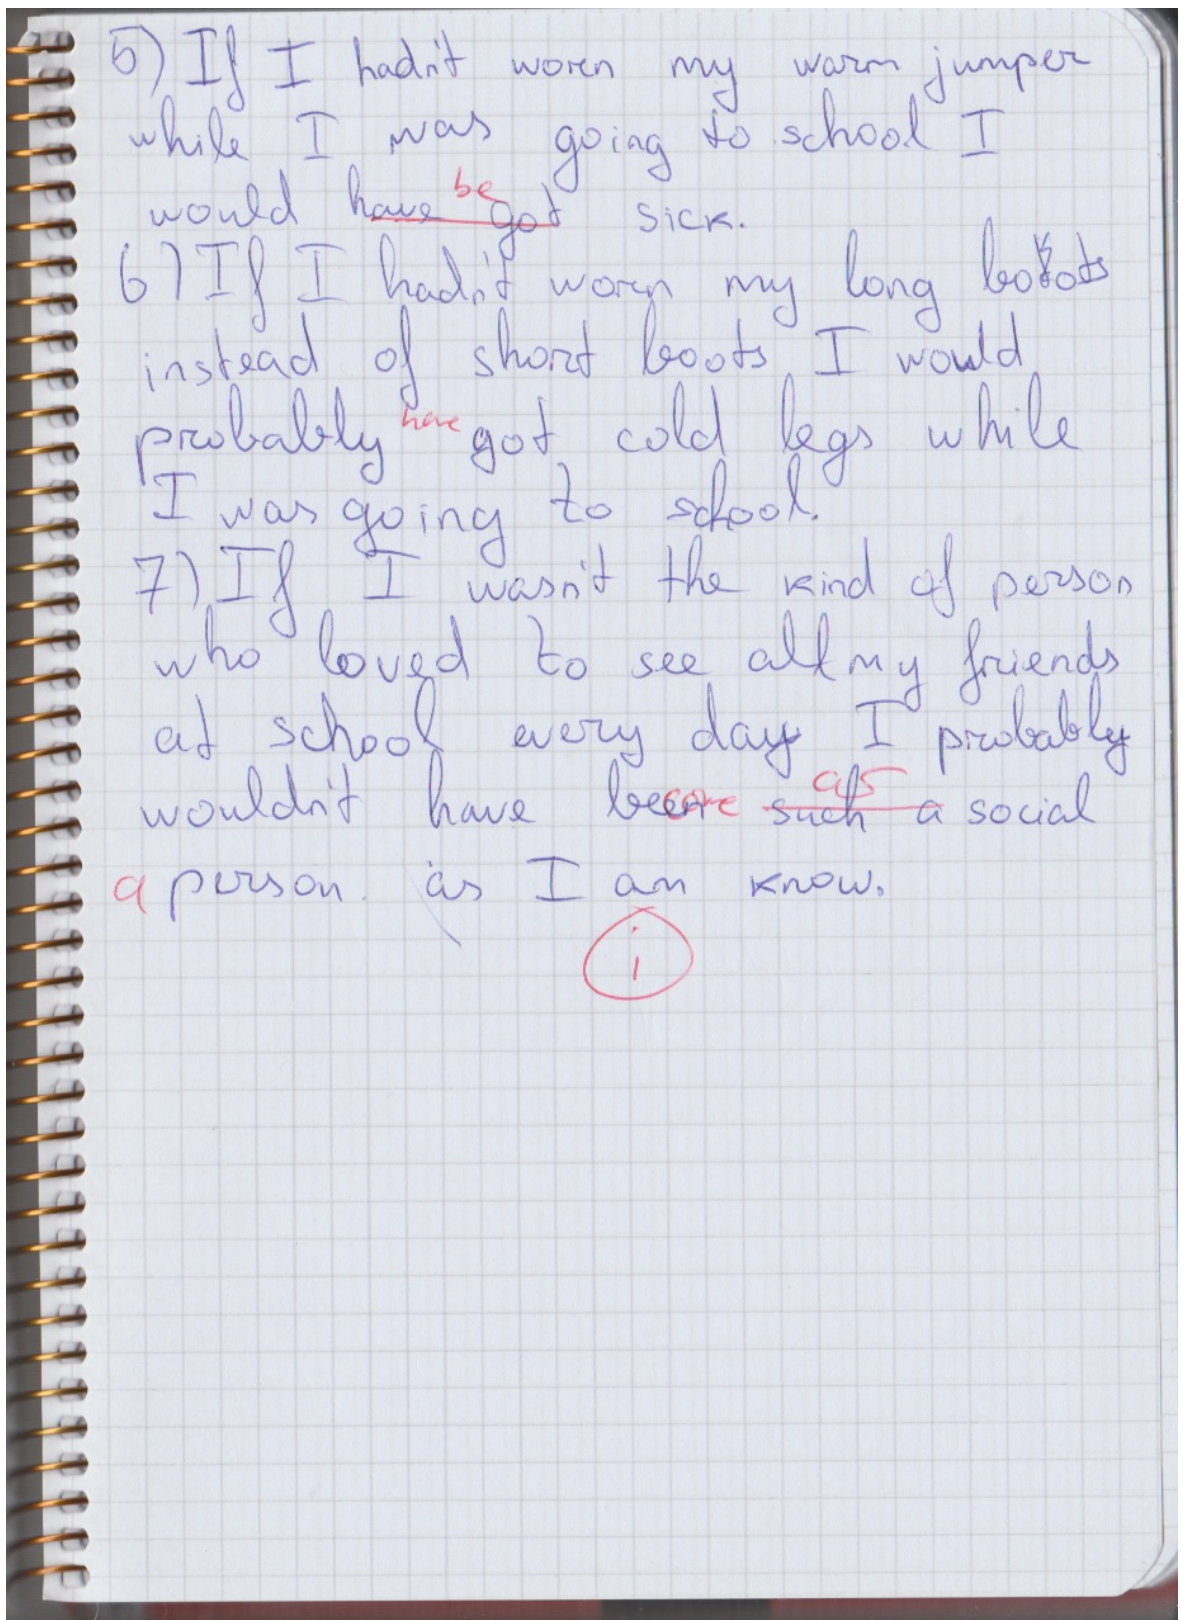 5) If I hadn't worn my warm jumper
while I was going to school I
be
would have got sick.
6) If I hadn't worn my long boots
instead of short boots I would
probably have got cold legs while
I was going to school.
7) If I wasn't the kind of person
who loved to see all my friends
at school every day I probably
as
wouldn't have become such a social
a person. as I am know.
i